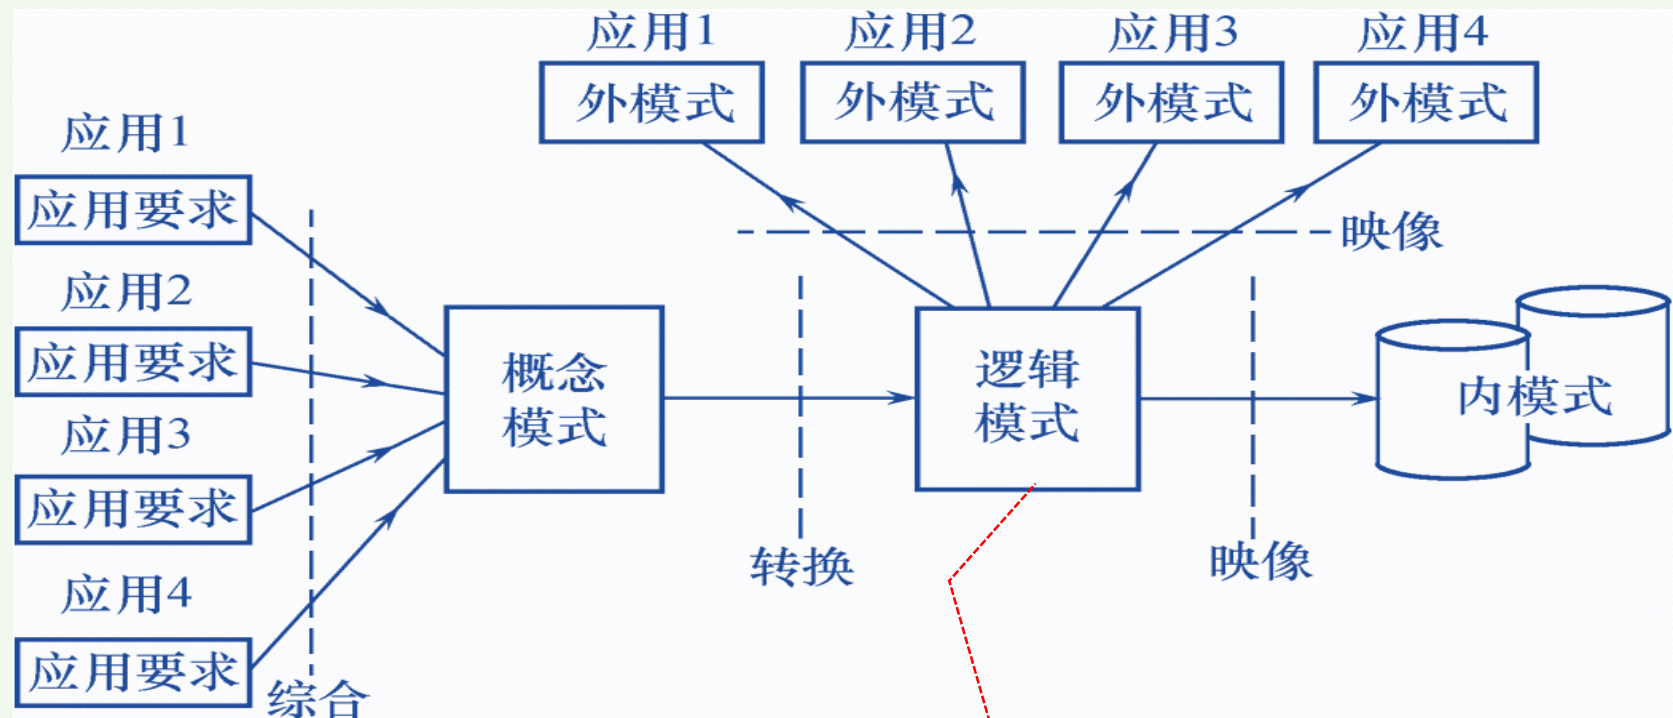 应用1
应用2
应用3
应用4
外模式
外模式
外模式
外模式
映像
应用1
应用要求
应用2
应用要求
应用3
应用要求
应用4
应用要求
综合
概念
模式
转换
逻辑
模式
映像
内模式